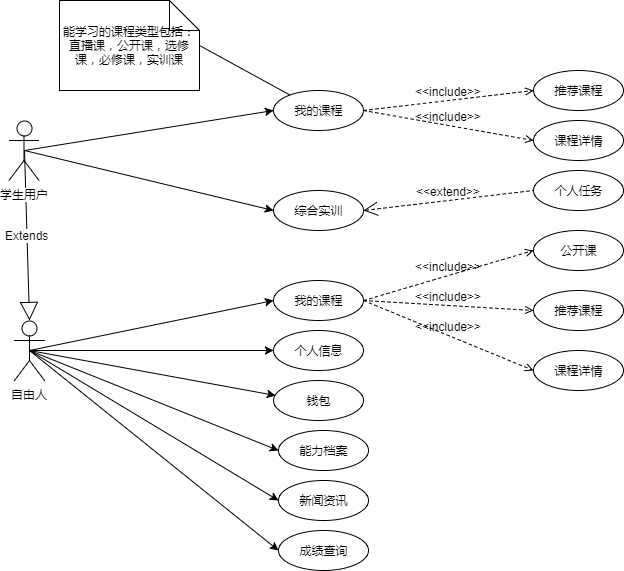 能学习的课程类型包括：
直播课，公开课，选修
课，必修课，实训课
我的课程
<<include>>
推荐课程
<<include>>
课程详情
学生用户
综合实训
<<extend>>
个人任务
Extends
我的课程
<<include>>
公开课
<<include>>
推荐课程
<<include>>
课程详情
自由人
个人信息
钱包
能力档案
新闻资讯
成绩查询